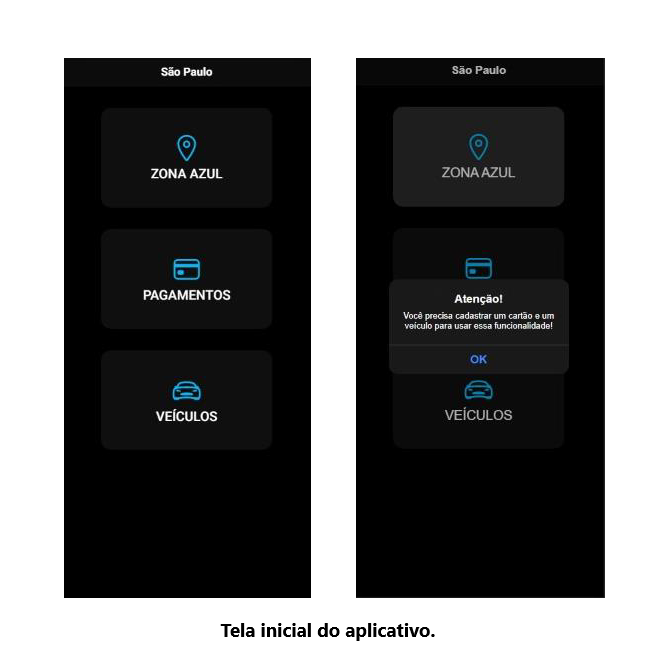 São Paulo
ZONA AZUL
PAGAMENTOS
VEÍCULOS
São Paulo
ZONA AZUL
Atenção!
Você precisa cadastrar um cartão e um
veículo para usar essa funcionalidade!
OK
VEÍCULOS
Tela inicial do aplicativo.